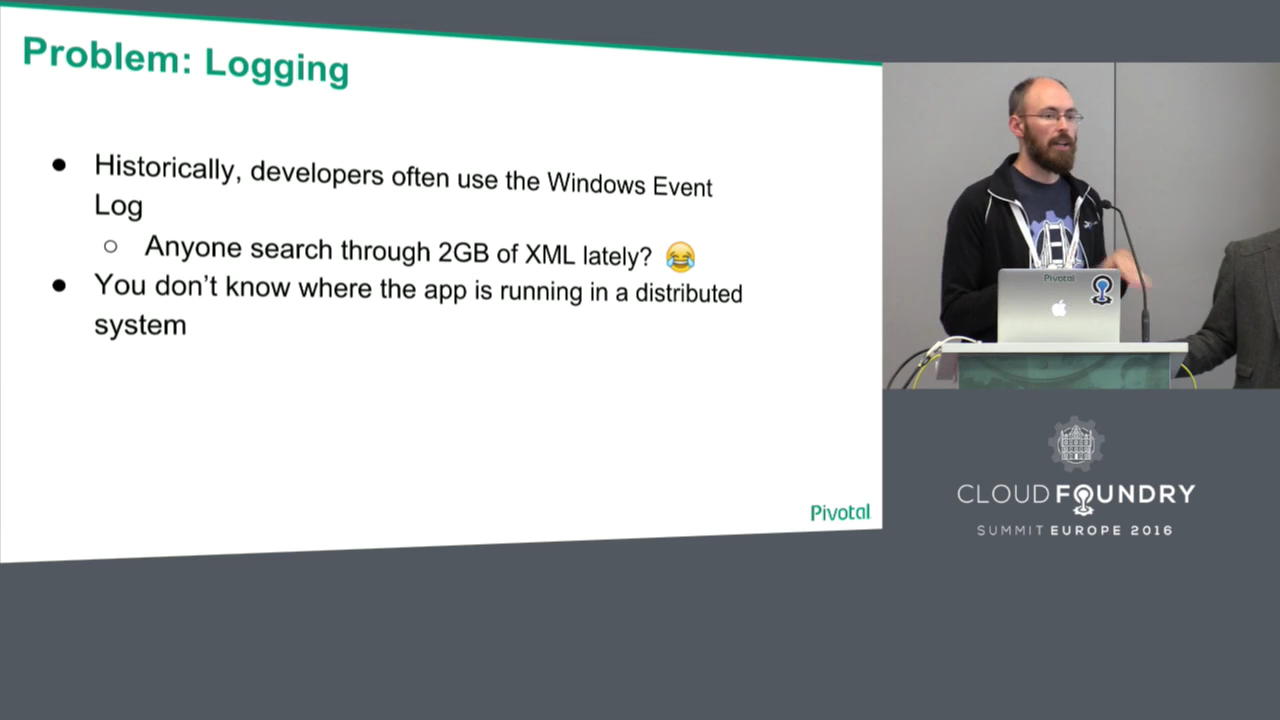 Problem: Logging
● Historically, developers often use the Windows Event
Log
○ Anyone search through 2GB of XML lately? 😂
● You don’t know where the app is running in a distributed
system
Pivotal
Pivotal
CLOUD FOUNDRY
SUMMIT EUROPE 2016